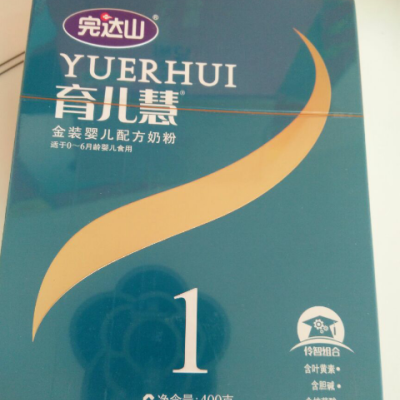 完达山
YUERHUI
育儿慧®
金装婴儿配方奶粉
适于0~6月龄婴儿食用
1
净含量:400克
伶智组合
含叶黄素
含胆碱